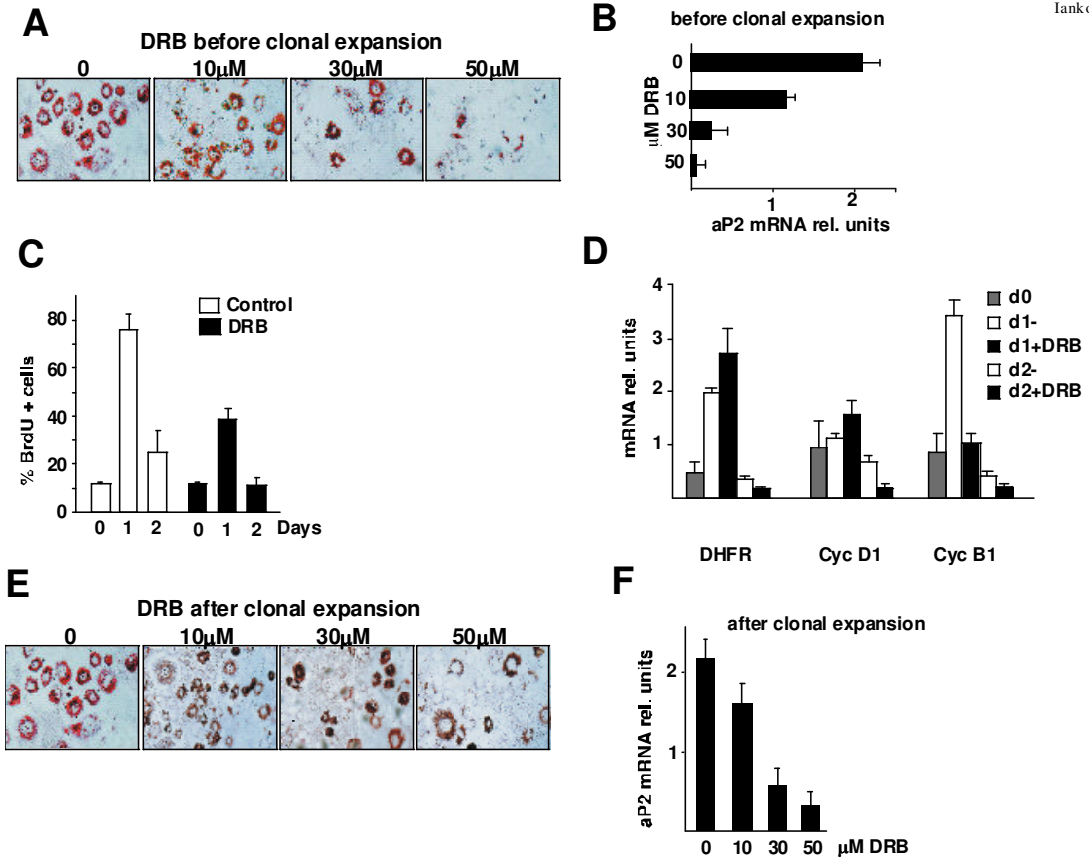 Ianko
A
DRB before clonal expansion
0 10µM 30µM 50µM
B
before clonal expansion
µM DRB
0
10
30
50
1 2
aP2 mRNA rel. units
C
% BrdU + cells
80
60
40
20
0
Control
DRB
0 1 2 0 1 2 Days
D
mRNA rel. units
4
3
2
1
d0
d1-
d1+DRB
d2-
d2+DRB
DHFR Cyc D1 Cyc B1
E
DRB after clonal expansion
0 10µM 30µM 50µM
F
after clonal expansion
aP2 mRNA rel. units
2
1
0 10 30 50 µM DRB